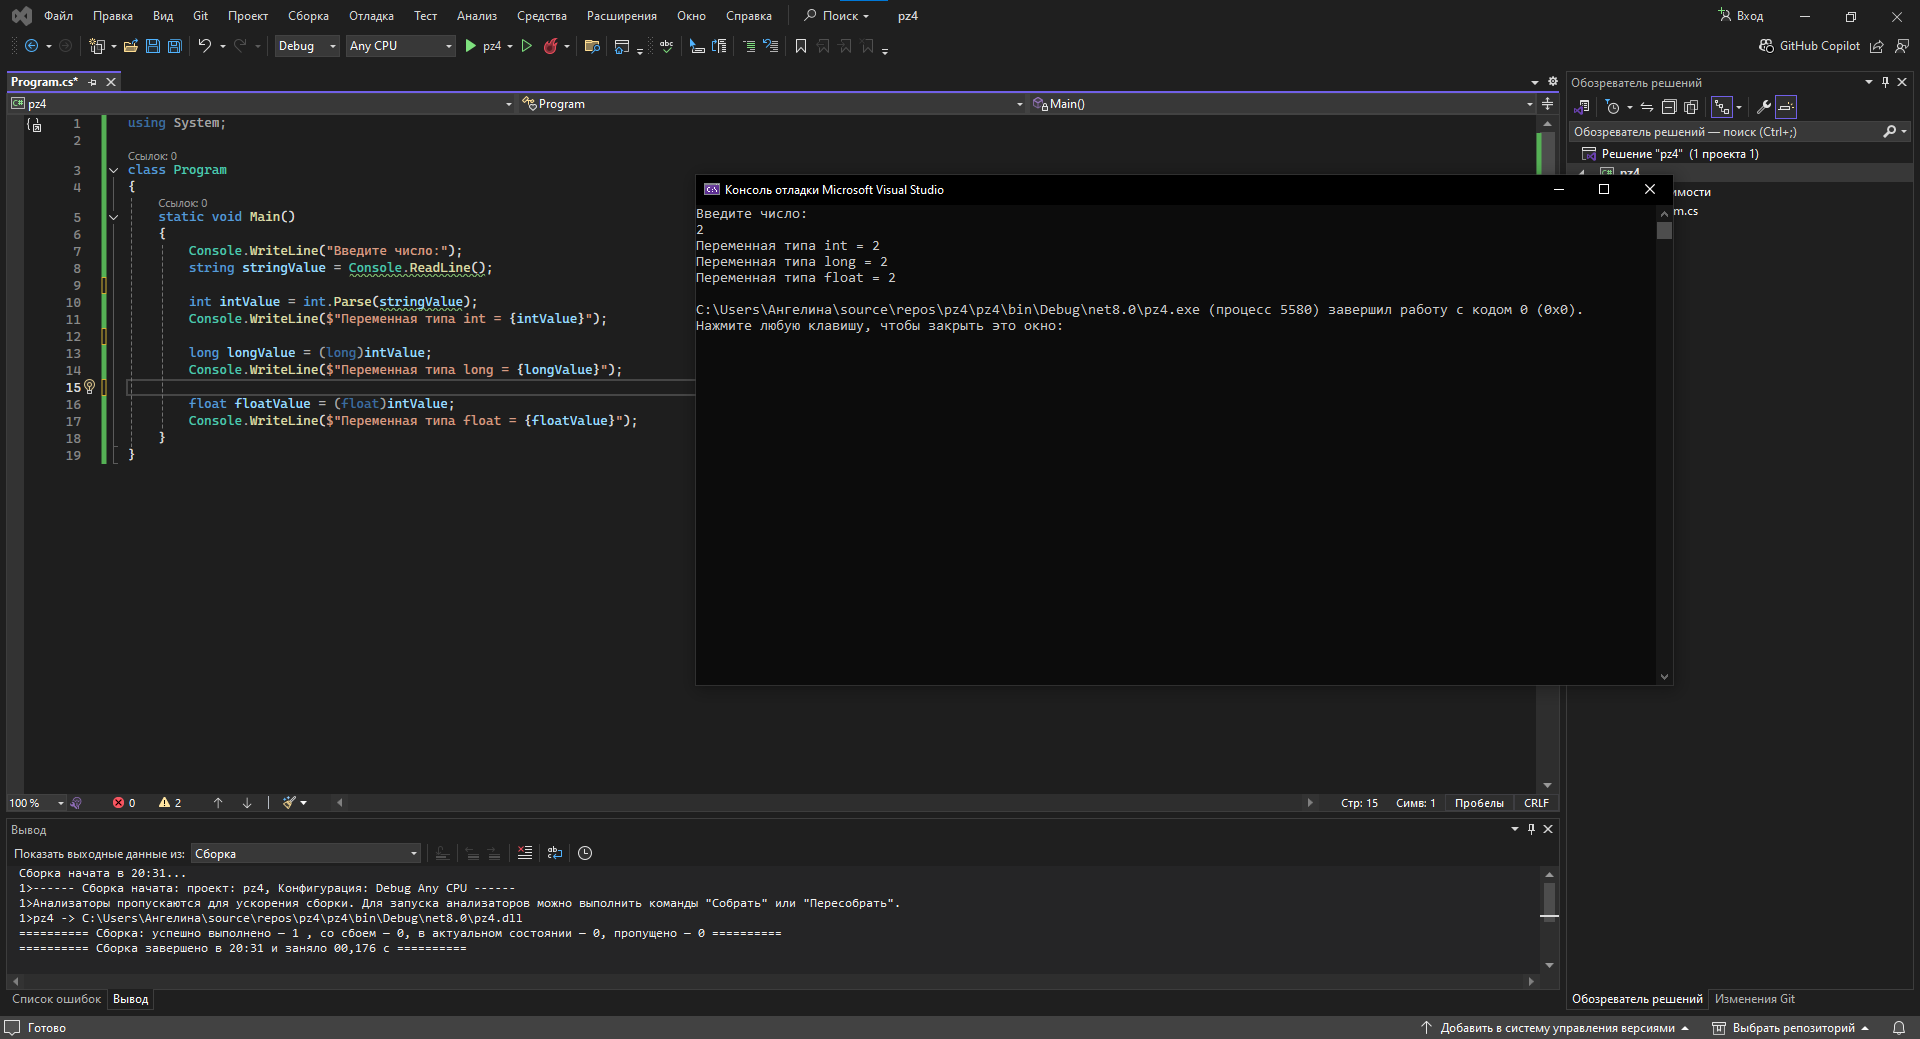 Файл Правка Вид Git Проект Сборка Отладка Тест Анализ Средства Расширения Окно Справка Поиск pz4 Вход
Debug Any CPU pz4 GitHub Copilot
Program.cs*
pz4 Program Main()
1 using System;
2
Ссылок: 0
3 class Program
4 {
Ссылок: 0
5 static void Main()
6 {
7 Console.WriteLine("Введите число:");
8 string stringValue = Console.ReadLine();
9
10 int intValue = int.Parse(stringValue);
11 Console.WriteLine($"Переменная типа int = {intValue}");
12
13 long longValue = (long)intValue;
14 Console.WriteLine($"Переменная типа long = {longValue}");
15
16 float floatValue = (float)intValue;
17 Console.WriteLine($"Переменная типа float = {floatValue}");
18 }
19 }
Консоль отладки Microsoft Visual Studio
Введите число:
2
Переменная типа int = 2
Переменная типа long = 2
Переменная типа float = 2
C:\Users\Ангелина\source\repos\pz4\pz4\bin\Debug\net8.0\pz4.exe (процесс 5580) завершил работу с кодом 0 (0x0).
Нажмите любую клавишу, чтобы закрыть это окно:
Обозреватель решений
Обозреватель решений — поиск (Ctrl+;)
Решение "pz4" (1 проекта 1)
pz4
имости
m.cs
100 % 0 2 Стр: 15 Симв: 1 Пробелы CRLF
Вывод
Показать выходные данные из: Сборка
Сборка начата в 20:31...
1>------ Сборка начата: проект: pz4, Конфигурация: Debug Any CPU ------
1>Анализаторы пропускаются для ускорения сборки. Для запуска анализаторов можно выполнить команды "Собрать" или "Пересобрать".
1>pz4 -> C:\Users\Ангелина\source\repos\pz4\pz4\bin\Debug\net8.0\pz4.dll
========== Сборка: успешно выполнено — 1 , со сбоем — 0, в актуальном состоянии — 0, пропущено — 0 ==========
========== Сборка завершено в 20:31 и заняло 00,176 с ==========
Список ошибок Вывод
Обозреватель решений Изменения Git
Готово Добавить в систему управления версиями Выбрать репозиторий